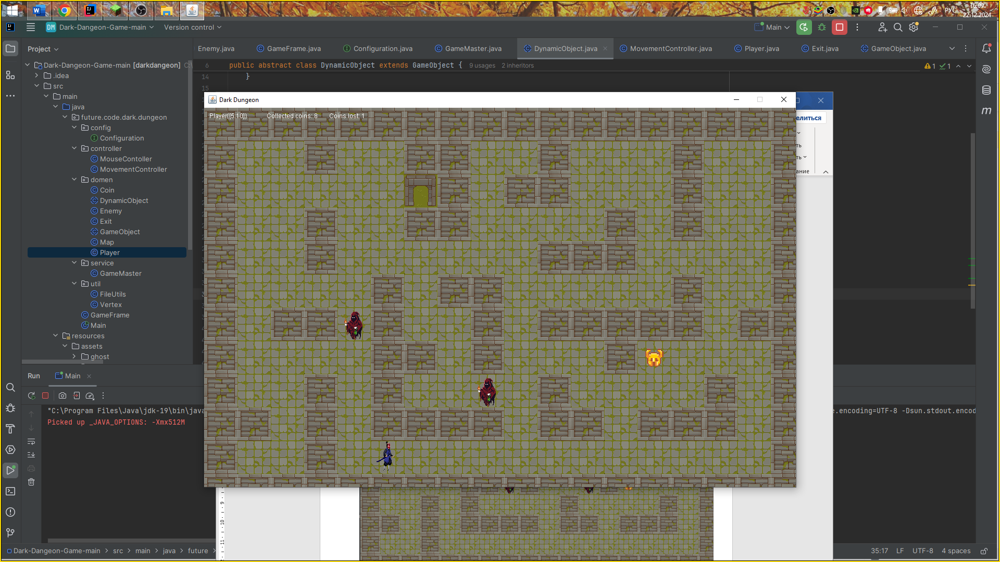 16:09
РУС
22.12.2024
DM Dark-Dangeon-Game-main
Version control
Main
Project
Enemy.java
GameFrame.java
Configuration.java
GameMaster.java
DynamicObject.java
MovementController.java
Player.java
Exit.java
GameObject.java
6 public abstract class DynamicObject extends GameObject { 9 usages 2 inheritors
1 1
14 }
15
Dark-Dangeon-Game-main [darkdangeon]
.idea
src
main
java
future.code.dark.dungeon
config
Configuration
controller
MouseContoller
MovementController
domen
Coin
DynamicObject
Enemy
Exit
GameObject
Map
Player
service
GameMaster
util
FileUtils
Vertex
GameFrame
Main
resources
assets
ghost
Dark Dungeon
Player{[5:10]} Collected coins: 8 Coins lost: 1
елиться
ть
ть
ание
Run Main
"C:\Program Files\Java\jdk-19\bin\java
e.encoding=UTF-8 -Dsun.stdout.encod
Picked up _JAVA_OPTIONS: -Xmx512M
9
10
11
Dark-Dangeon-Game-main > src > main > java > future >
35:17 LF UTF-8 4 spaces